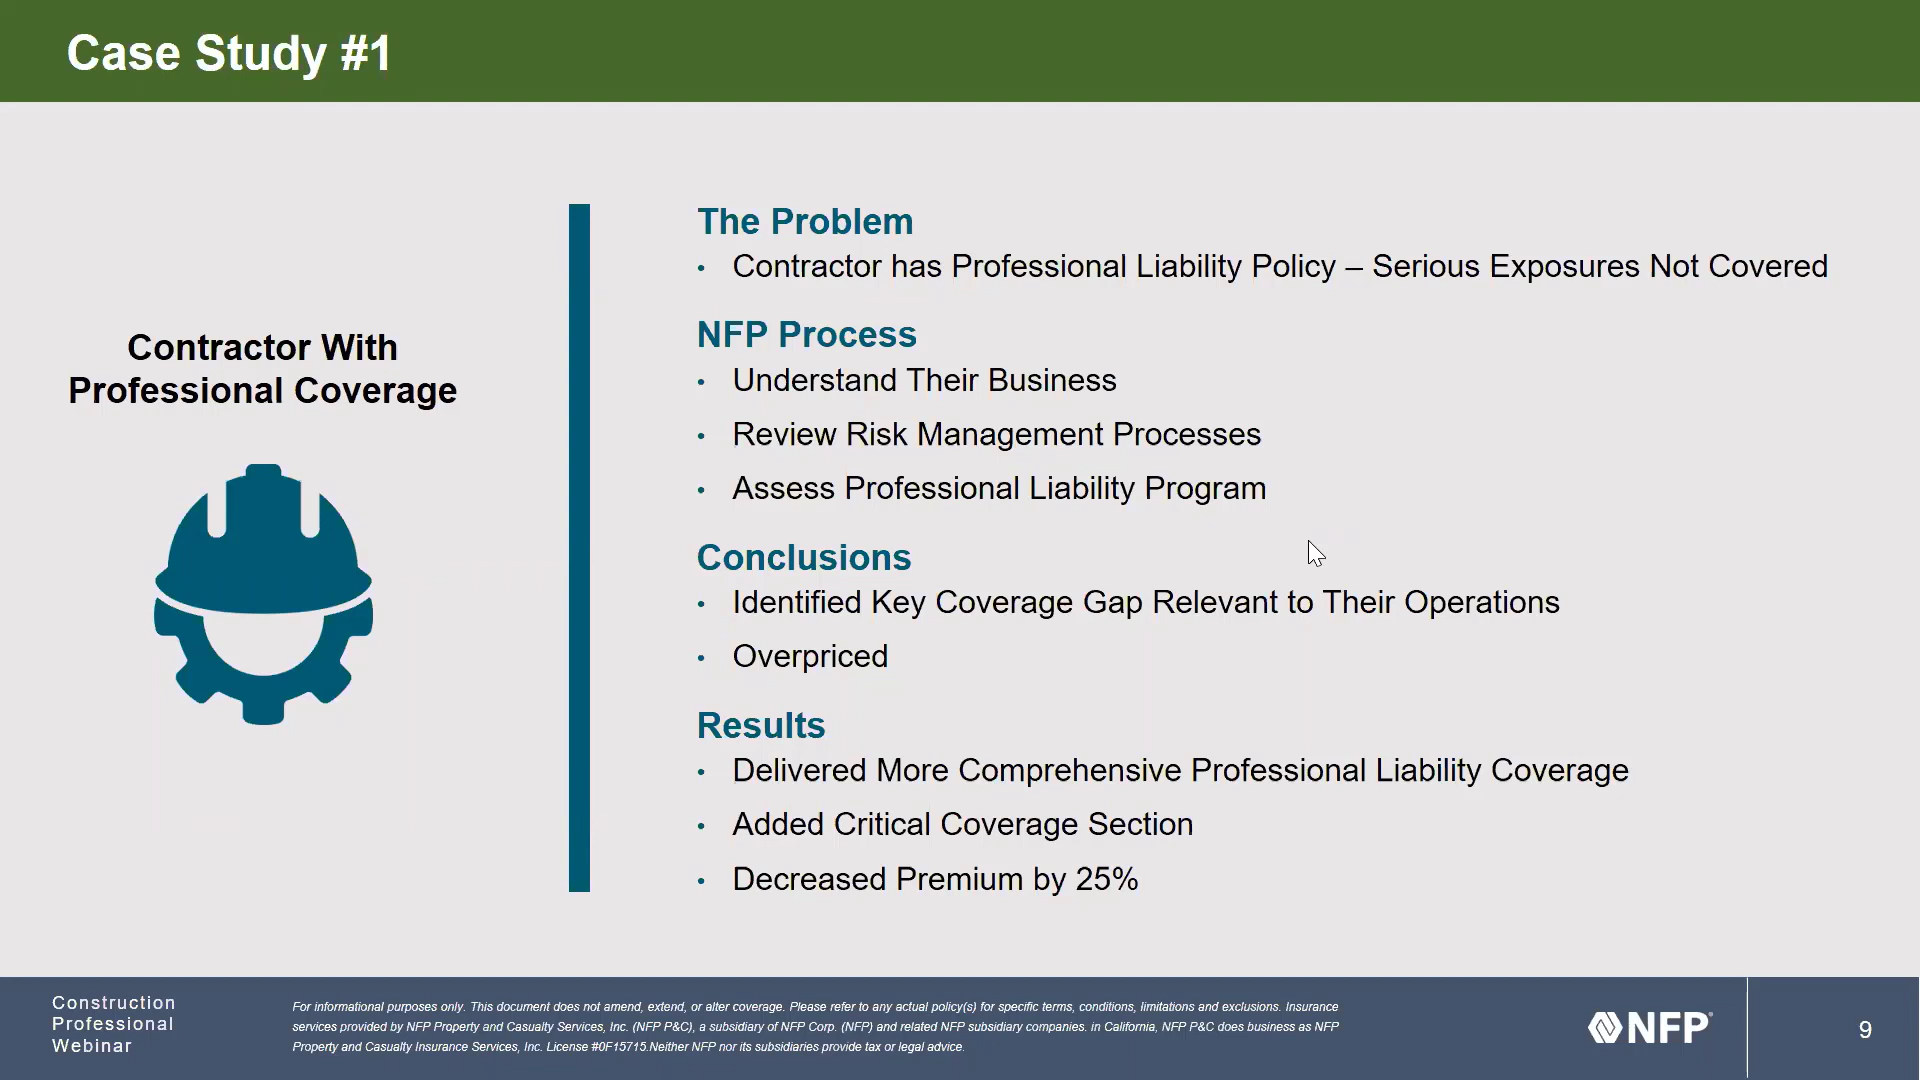 Case Study #1
Contractor With
Professional Coverage
The Problem
• Contractor has Professional Liability Policy – Serious Exposures Not Covered
NFP Process
• Understand Their Business
• Review Risk Management Processes
• Assess Professional Liability Program
Conclusions
• Identified Key Coverage Gap Relevant to Their Operations
• Overpriced
Results
• Delivered More Comprehensive Professional Liability Coverage
• Added Critical Coverage Section
• Decreased Premium by 25%
Construction
Professional
Webinar
For informational purposes only. This document does not amend, extend, or alter coverage. Please refer to any actual policy(s) for specific terms, conditions, limitations and exclusions. Insurance
services provided by NFP Property and Casualty Services, Inc. (NFP P&C), a subsidiary of NFP Corp. (NFP) and related NFP subsidiary companies. in California, NFP P&C does business as NFP
Property and Casualty Insurance Services, Inc. License #0F15715.Neither NFP nor its subsidiaries provide tax or legal advice.
NFP®
9